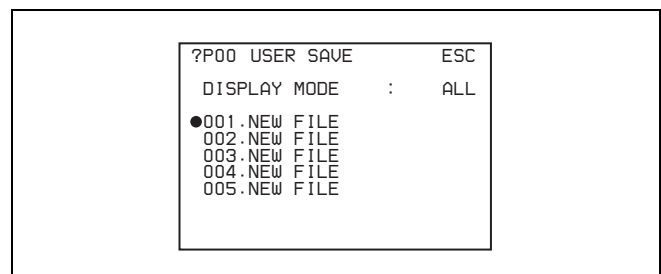 ?P00 USER SAVE ESC
DISPLAY MODE : ALL
●001.NEW FILE
002.NEW FILE
003.NEW FILE
004.NEW FILE
005.NEW FILE